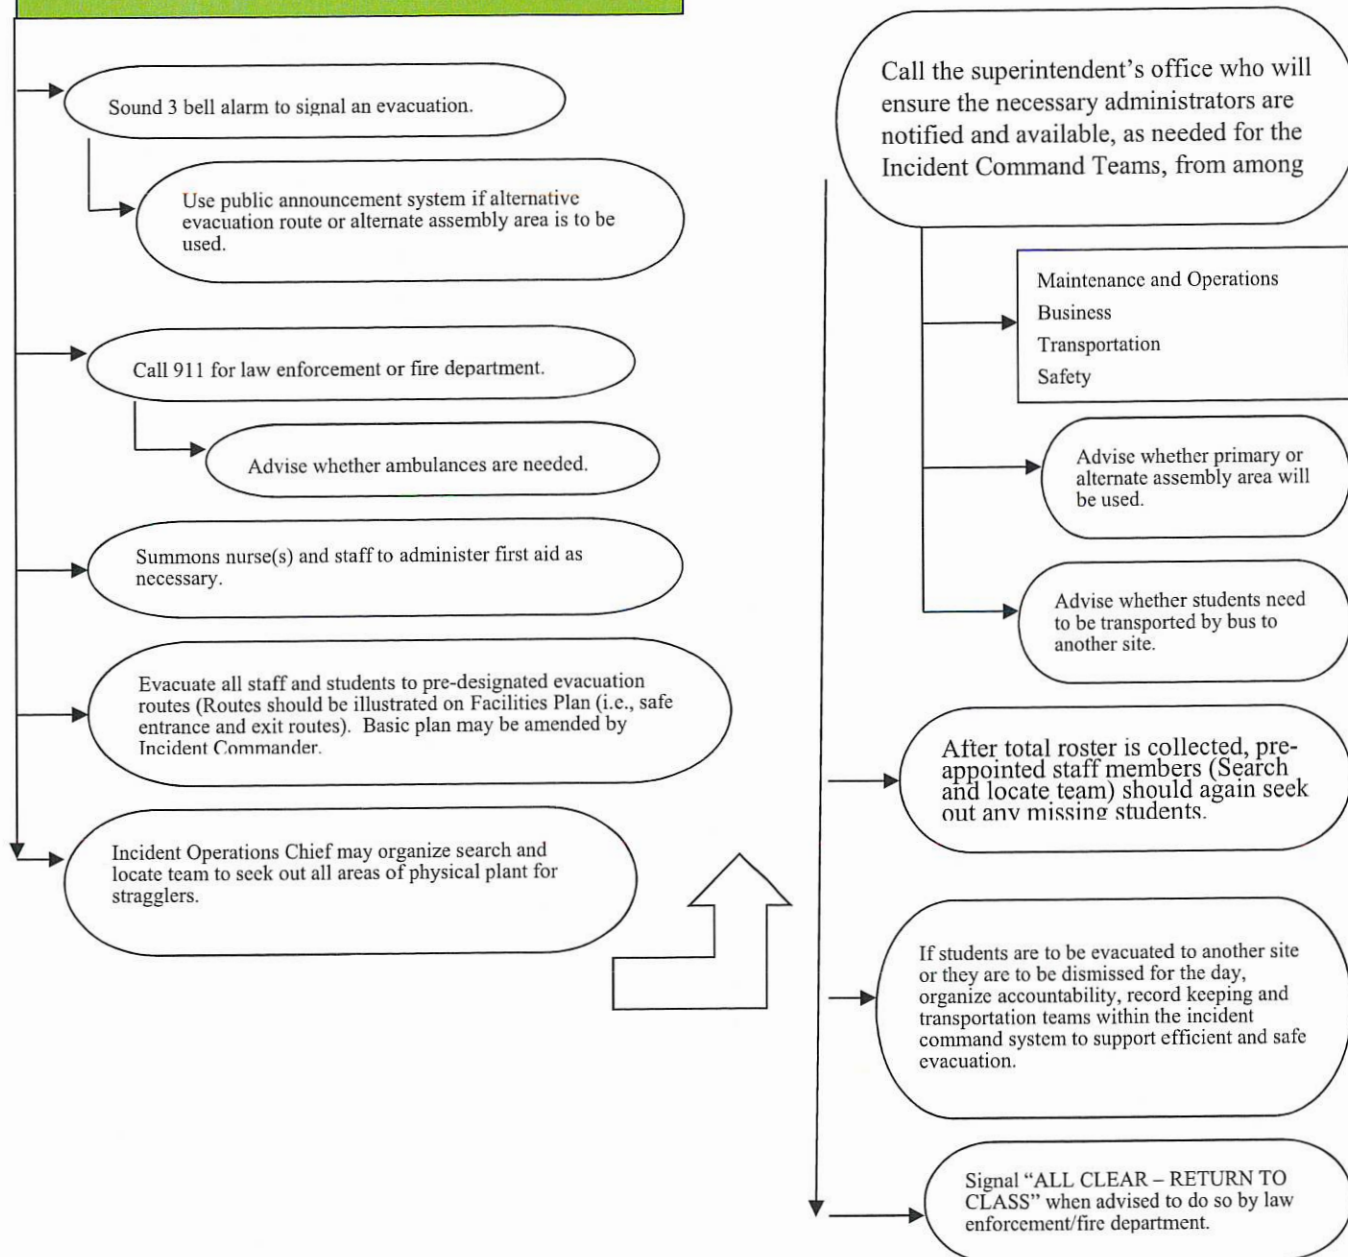 Sound 3 bell alarm to signal an evacuation.
Use public announcement system if alternative
evacuation route or alternate assembly area is to be
used.
Call 911 for law enforcement or fire department.
Advise whether ambulances are needed.
Summons nurse(s) and staff to administer first aid as
necessary.
Evacuate all staff and students to pre-designated evacuation
routes (Routes should be illustrated on Facilities Plan (i.e., safe
entrance and exit routes).  Basic plan may be amended by
Incident Commander.
Incident Operations Chief may organize search and
locate team to seek out all areas of physical plant for
stragglers.
Call the superintendent's office who will
ensure the necessary administrators are
notified and available, as needed for the
Incident Command Teams, from among
Maintenance and Operations
Business
Transportation
Safety
Advise whether primary or
alternate assembly area will
be used.
Advise whether students need
to be transported by bus to
another site.
After total roster is collected, pre-
appointed staff members (Search
and locate team) should again seek
out any missing students.
If students are to be evacuated to another site
or they are to be dismissed for the day,
organize accountability, record keeping and
transportation teams within the incident
command system to support efficient and safe
evacuation.
Signal "ALL CLEAR – RETURN TO
CLASS" when advised to do so by law
enforcement/fire department.